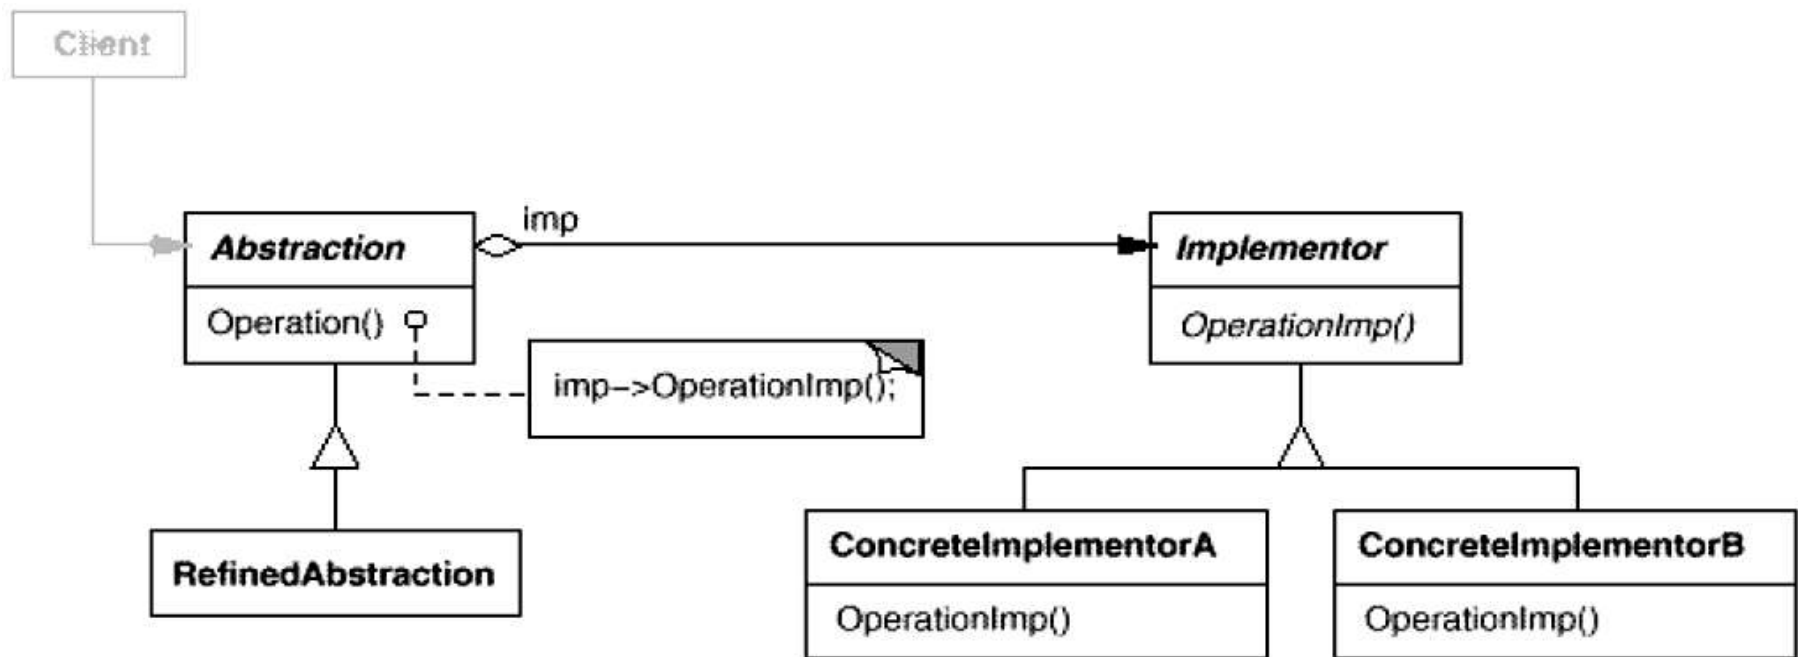 Client
imp
Abstraction
Implementor
Operation()
OperationImp()
imp–>OperationImp();
RefinedAbstraction
ConcreteImplementorA
ConcreteImplementorB
OperationImp()
OperationImp()